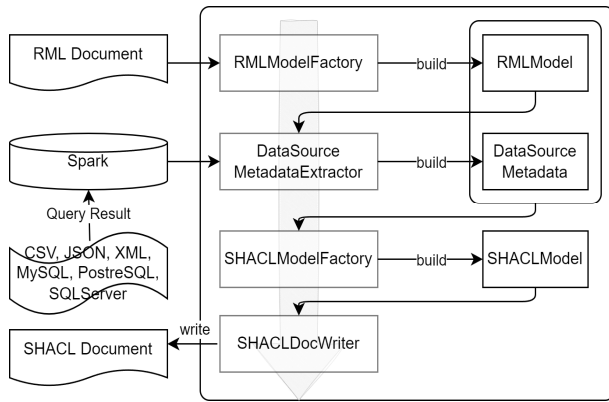 RML Document
RMLModelFactory
build
RMLModel
Spark
DataSource
MetadataExtractor
build
DataSource
Metadata
Query Result
CSV, JSON, XML,
MySQL, PostreSQL,
SQLServer
SHACLModelFactory
build
SHACLModel
SHACL Document
write
SHACLDocWriter